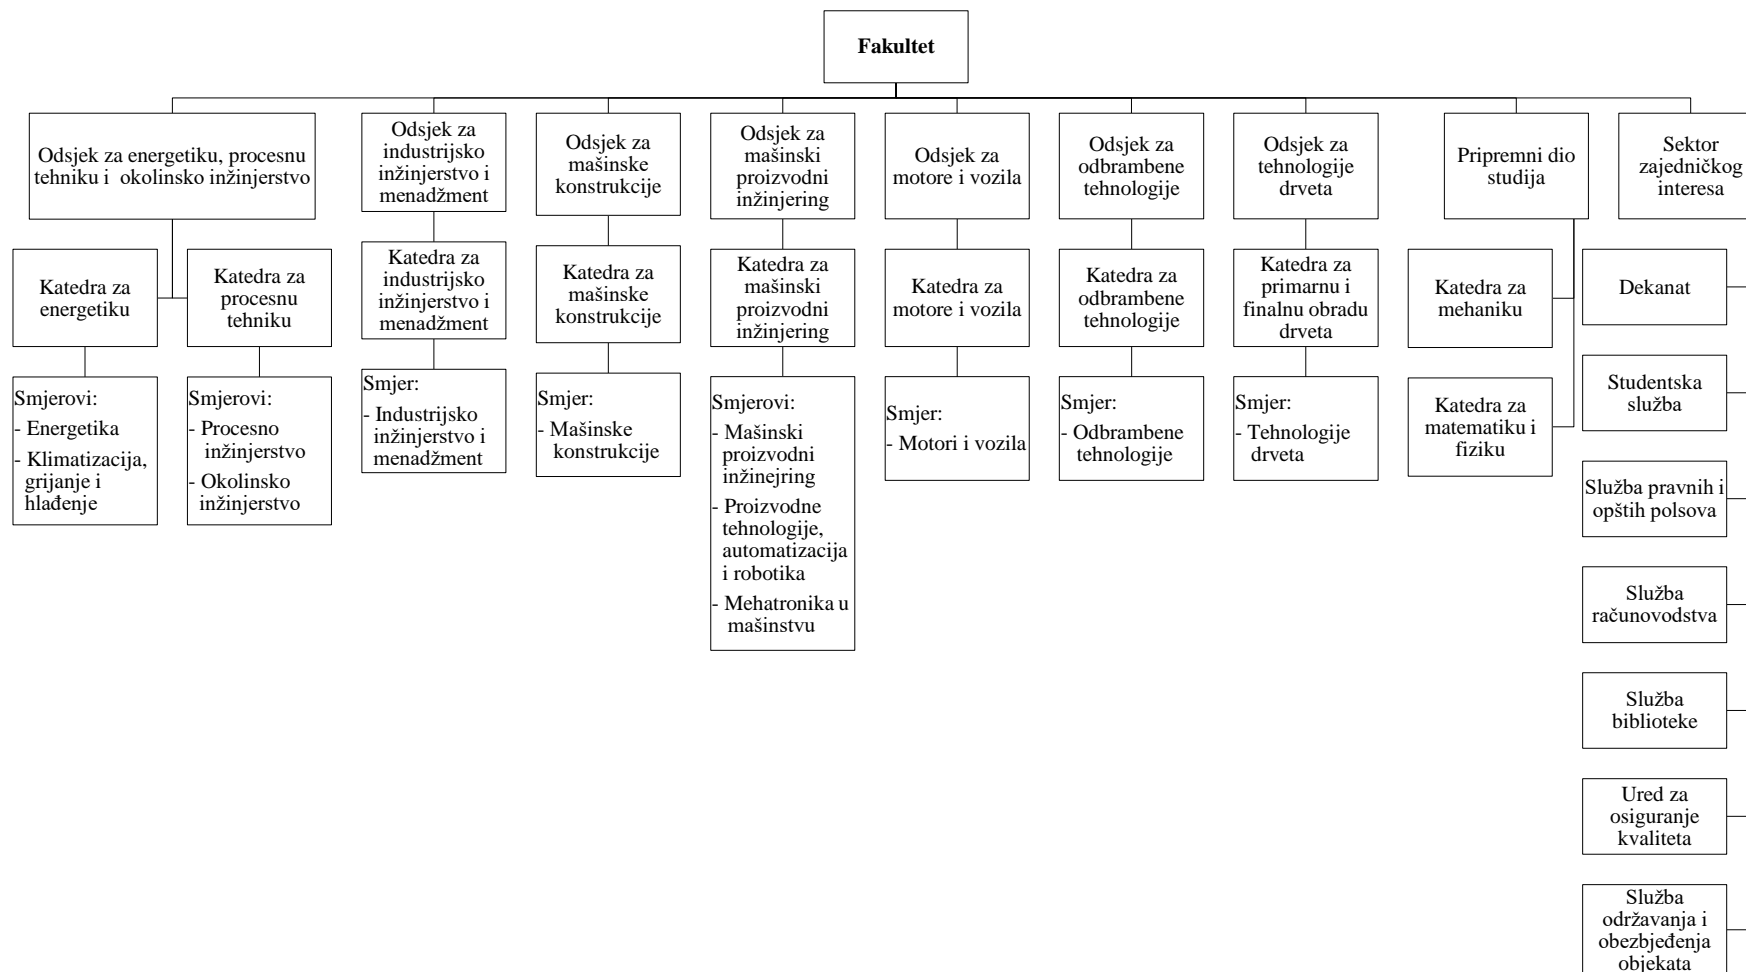 Fakultet
Odsjek za energetiku, procesnu
tehniku i  okolinsko inžinjerstvo
Odsjek za
industrijsko
inžinjerstvo i
menadžment
Odsjek za
mašinske
konstrukcije
Odsjek za
mašinski
proizvodni
inžinjering
Odsjek za
motore i vozila
Odsjek za
odbrambene
tehnologije
Odsjek za
tehnologije
drveta
Pripremni dio
studija
Sektor
zajedničkog
interesa
Katedra za
energetiku
Katedra za
procesnu
tehniku
Katedra za
industrijsko
inžinjerstvo i
menadžment
Katedra za
mašinske
konstrukcije
Katedra za
mašinski
proizvodni
inžinjering
Katedra za
motore i vozila
Katedra za
odbrambene
tehnologije
Katedra za
primarnu i
finalnu obradu
drveta
Katedra za
mehaniku
Dekanat
Smjerovi:
- Energetika
- Klimatizacija,
grijanje i
hlađenje
Smjerovi:
- Procesno
inžinjerstvo
- Okolinsko
inžinjerstvo
Smjer:
- Industrijsko
inžinjerstvo i
menadžment
Smjer:
- Mašinske
konstrukcije
Smjerovi:
- Mašinski
proizvodni
inžinejring
- Proizvodne
tehnologije,
automatizacija
i robotika
- Mehatronika u
mašinstvu
Smjer:
- Motori i vozila
Smjer:
- Odbrambene
tehnologije
Smjer:
- Tehnologije
drveta
Katedra za
matematiku i
fiziku
Studentska
služba
Služba pravnih i
opštih polsova
Služba
računovodstva
Služba
biblioteke
Ured za
osiguranje
kvaliteta
Služba
održavanja i
obezbjeđenja
objekata